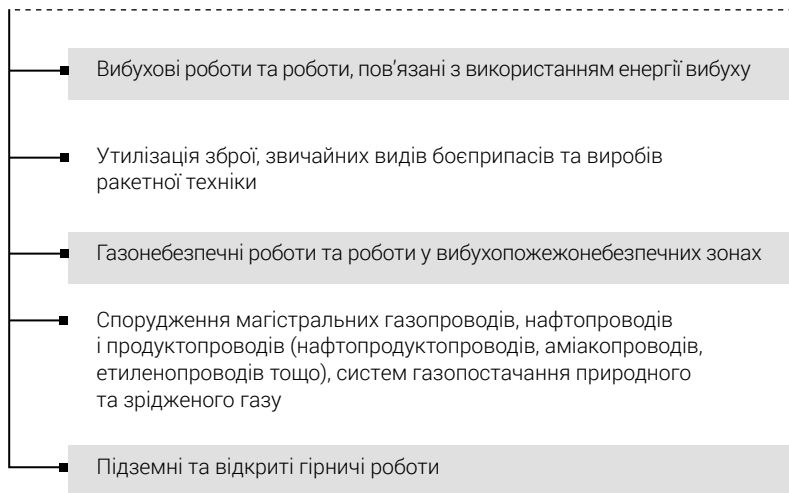 Вибухові роботи та роботи, пов’язані з використанням енергії вибуху
Утилізація зброї, звичайних видів боєприпасів та виробів
ракетної техніки
Газонебезпечні роботи та роботи у вибухопожежонебезпечних зонах
Спорудження магістральних газопроводів, нафтопроводів
і продуктопроводів (нафтопродуктопроводів, аміакопроводів,
етиленопроводів тощо), систем газопостачання природного
та зрідженого газу
Підземні та відкриті гірничі роботи